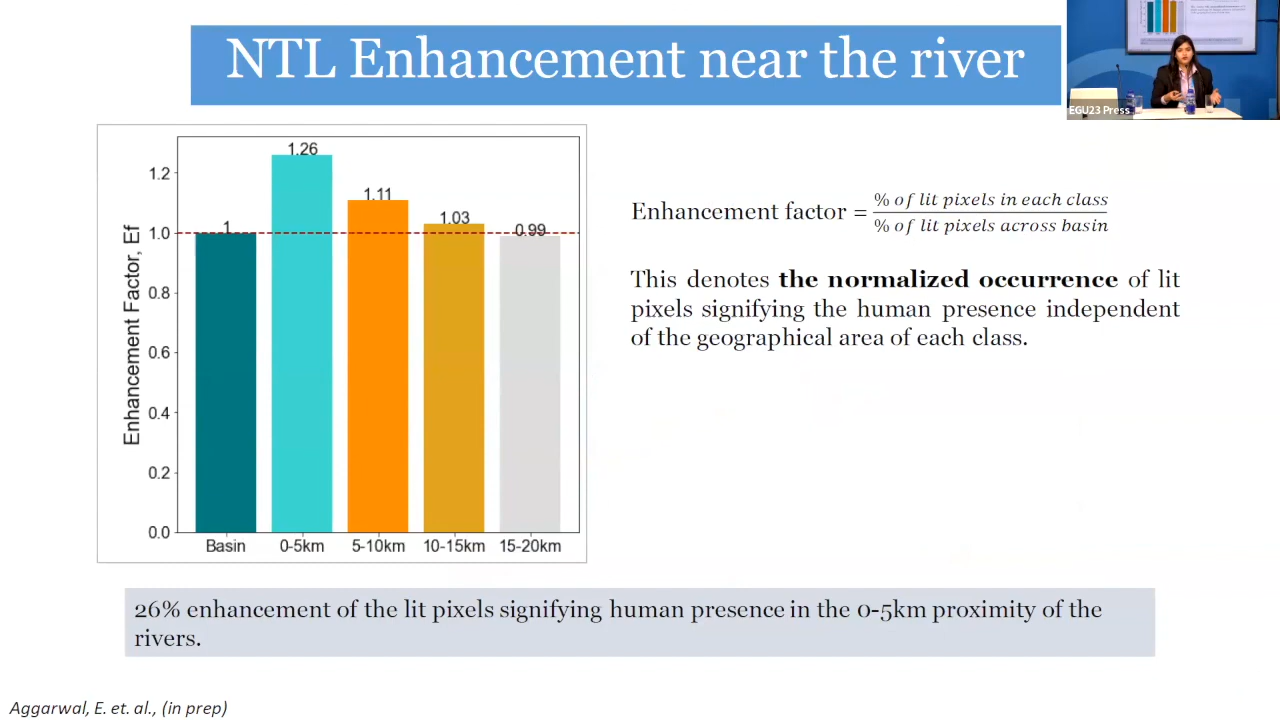 NTL Enhancement near the river
EGU23 Press
Enhancement Factor, Ef
1.2
1.0
0.8
0.6
0.4
0.2
0.0
1
1.26
1.11
1.03
0.99
Basin
0-5km
5-10km
10-15km
15-20km
Enhancement factor = % of lit pixels in each class
% of lit pixels across basin
This denotes the normalized occurrence of lit
pixels signifying the human presence independent
of the geographical area of each class.
26% enhancement of the lit pixels signifying human presence in the 0-5km proximity of the
rivers.
Aggarwal, E. et. al., (in prep)